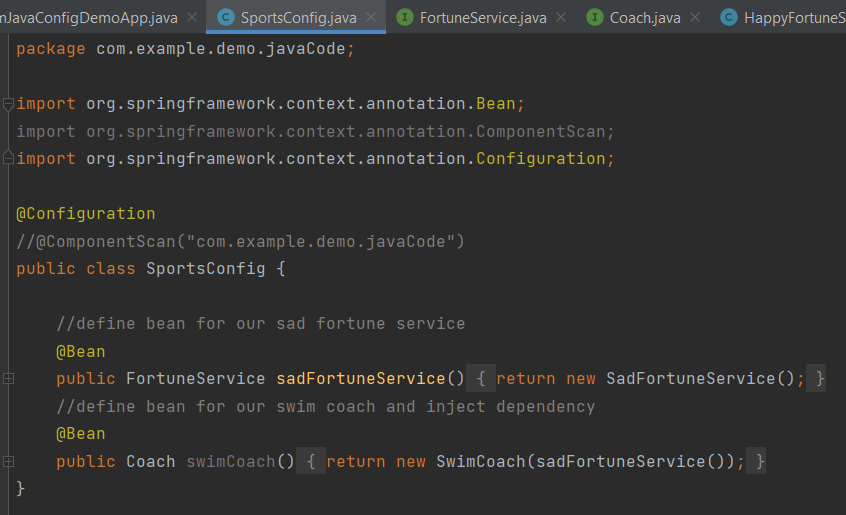 mJavaConfigDemoApp.java SportsConfig.java FortuneService.java Coach.java HappyFortuneS
package com.example.demo.javaCode;
import org.springframework.context.annotation.Bean;
import org.springframework.context.annotation.ComponentScan;
import org.springframework.context.annotation.Configuration;
@Configuration
//@ComponentScan("com.example.demo.javaCode")
public class SportsConfig {
//define bean for our sad fortune service
@Bean
public FortuneService sadFortuneService() { return new SadFortuneService(); }
//define bean for our swim coach and inject dependency
@Bean
public Coach swimCoach() { return new SwimCoach(sadFortuneService()); }
}